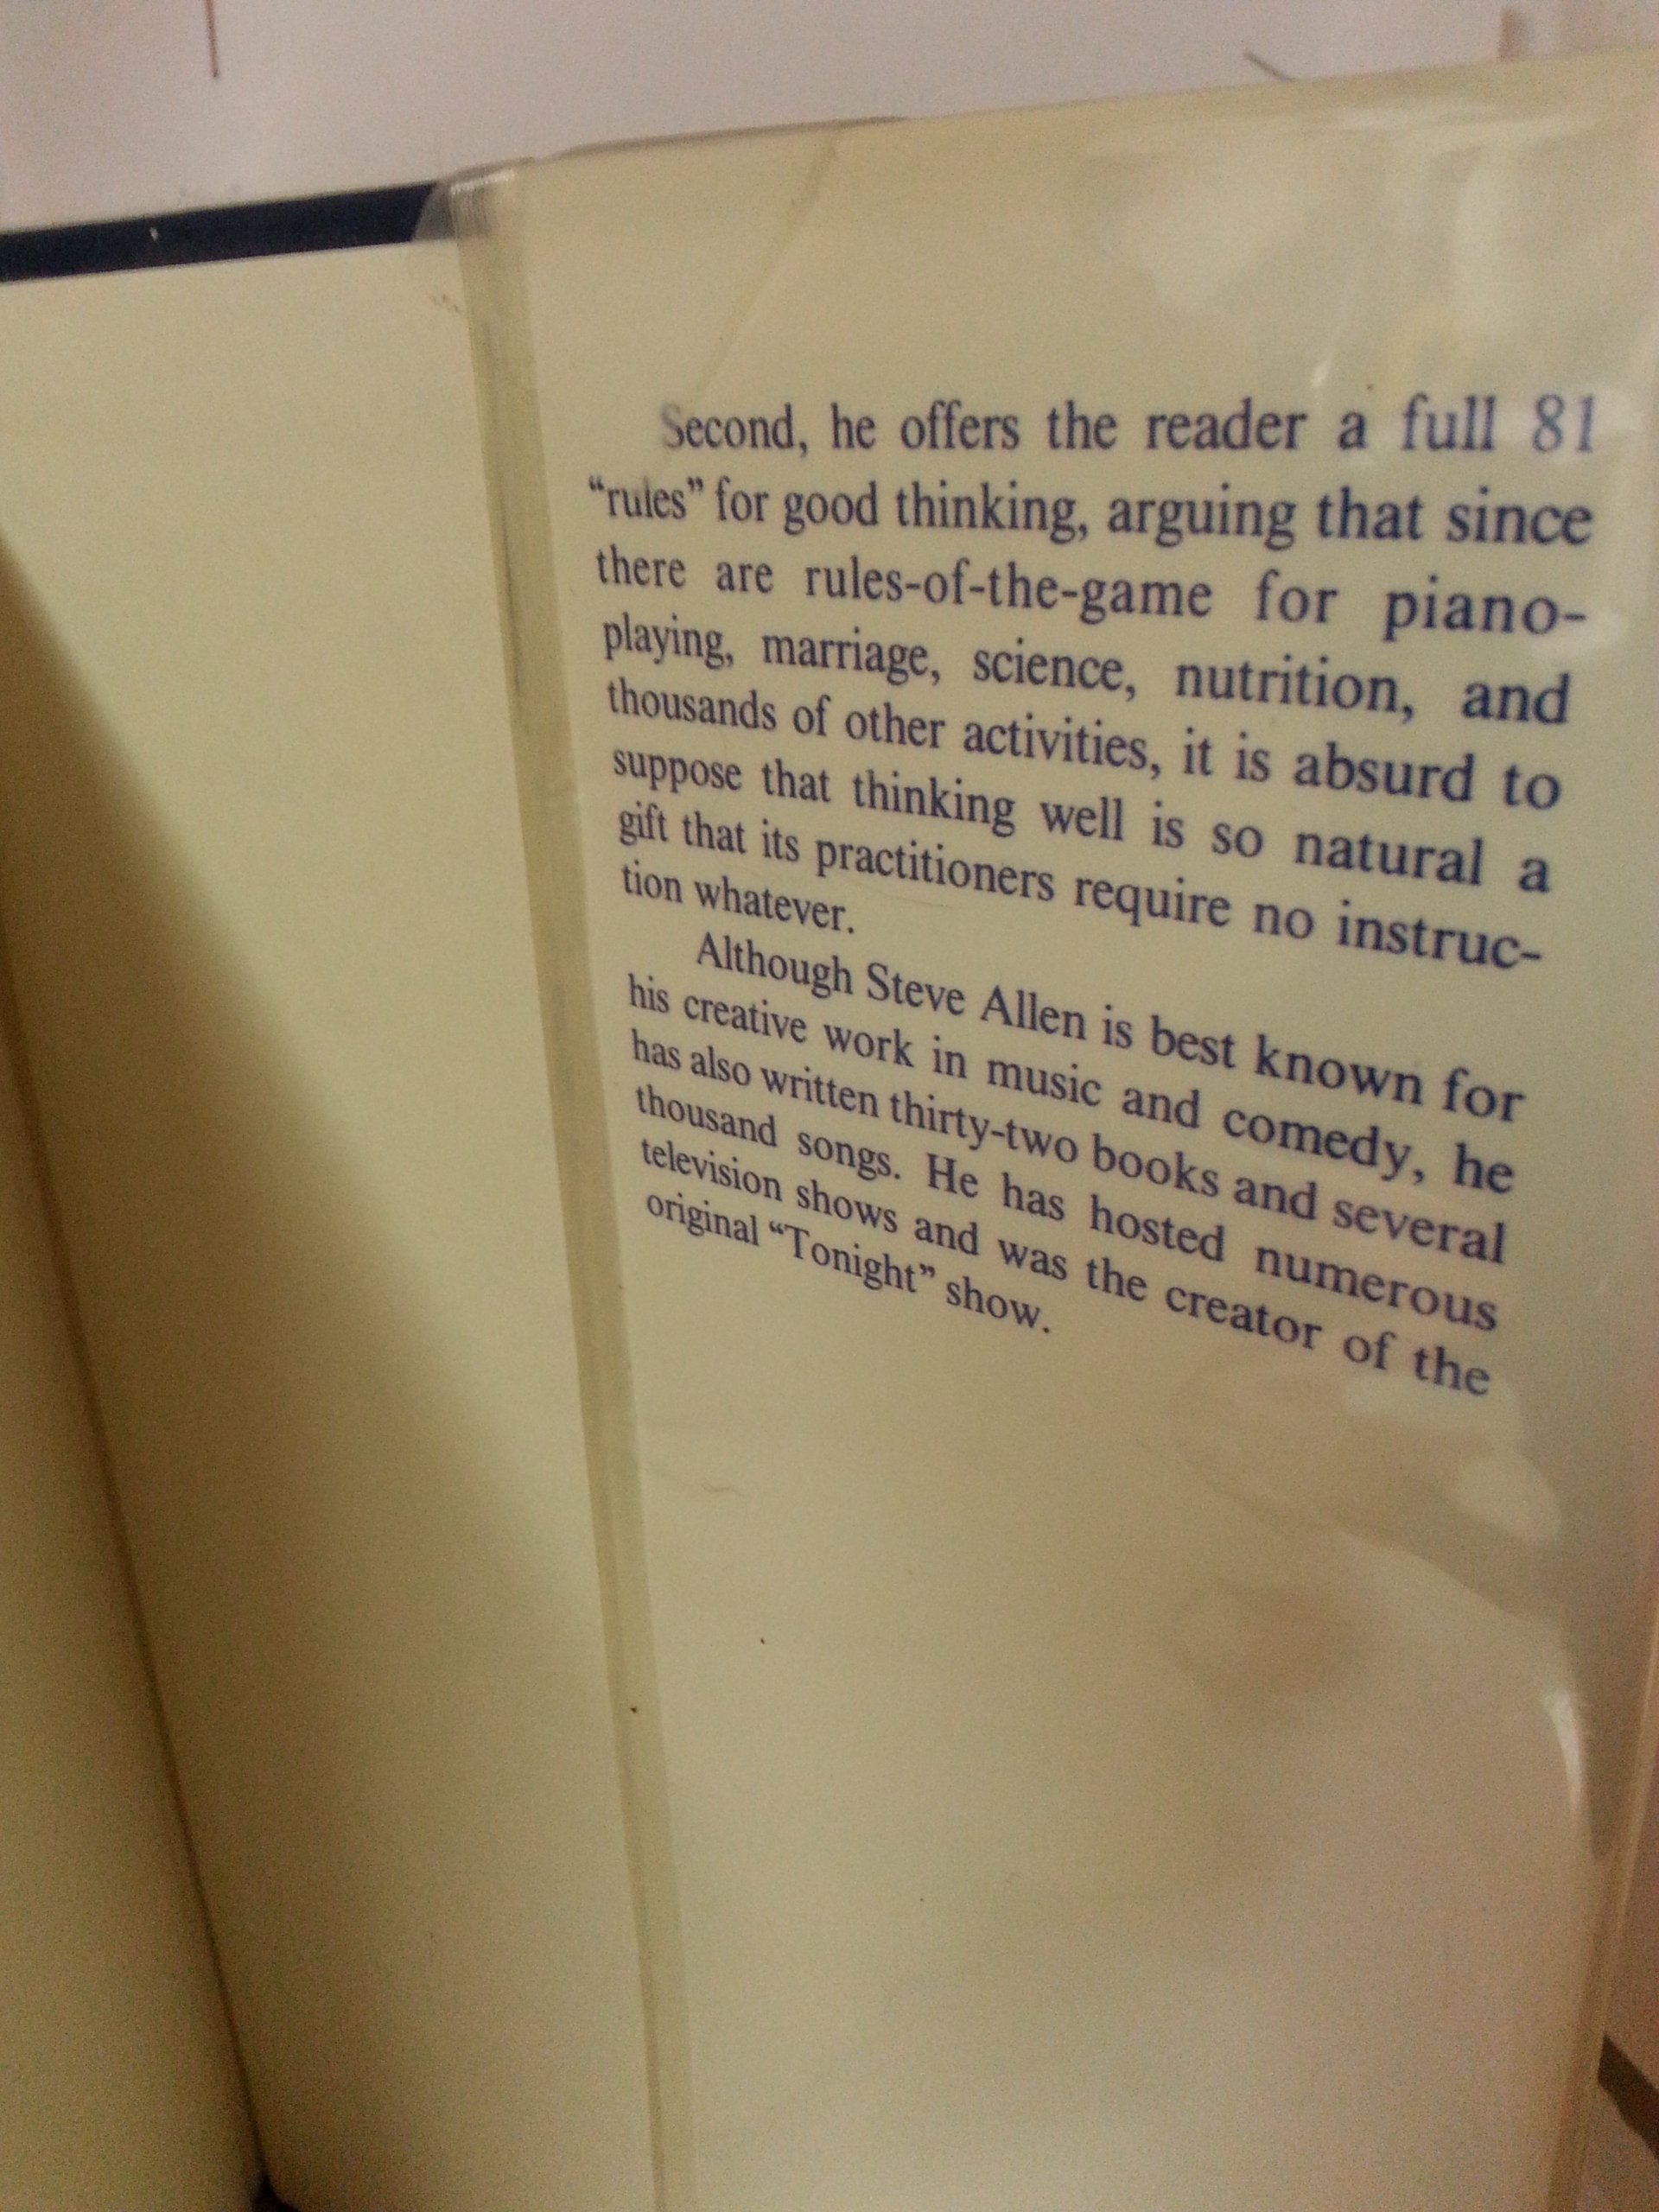 Second, he offers the reader a full 81
“rules” for good thinking, arguing that since
there are rules-of-the-game for piano-
playing, marriage, science, nutrition, and
thousands of other activities, it is absurd to
suppose that thinking well is so natural a
gift that its practitioners require no instruc-
tion whatever.
Although Steve Allen is best known for
his creative work in music and comedy, he
has also written thirty-two books and several
thousand songs. He has hosted numerous
television shows and was the creator of the
original “Tonight” show.